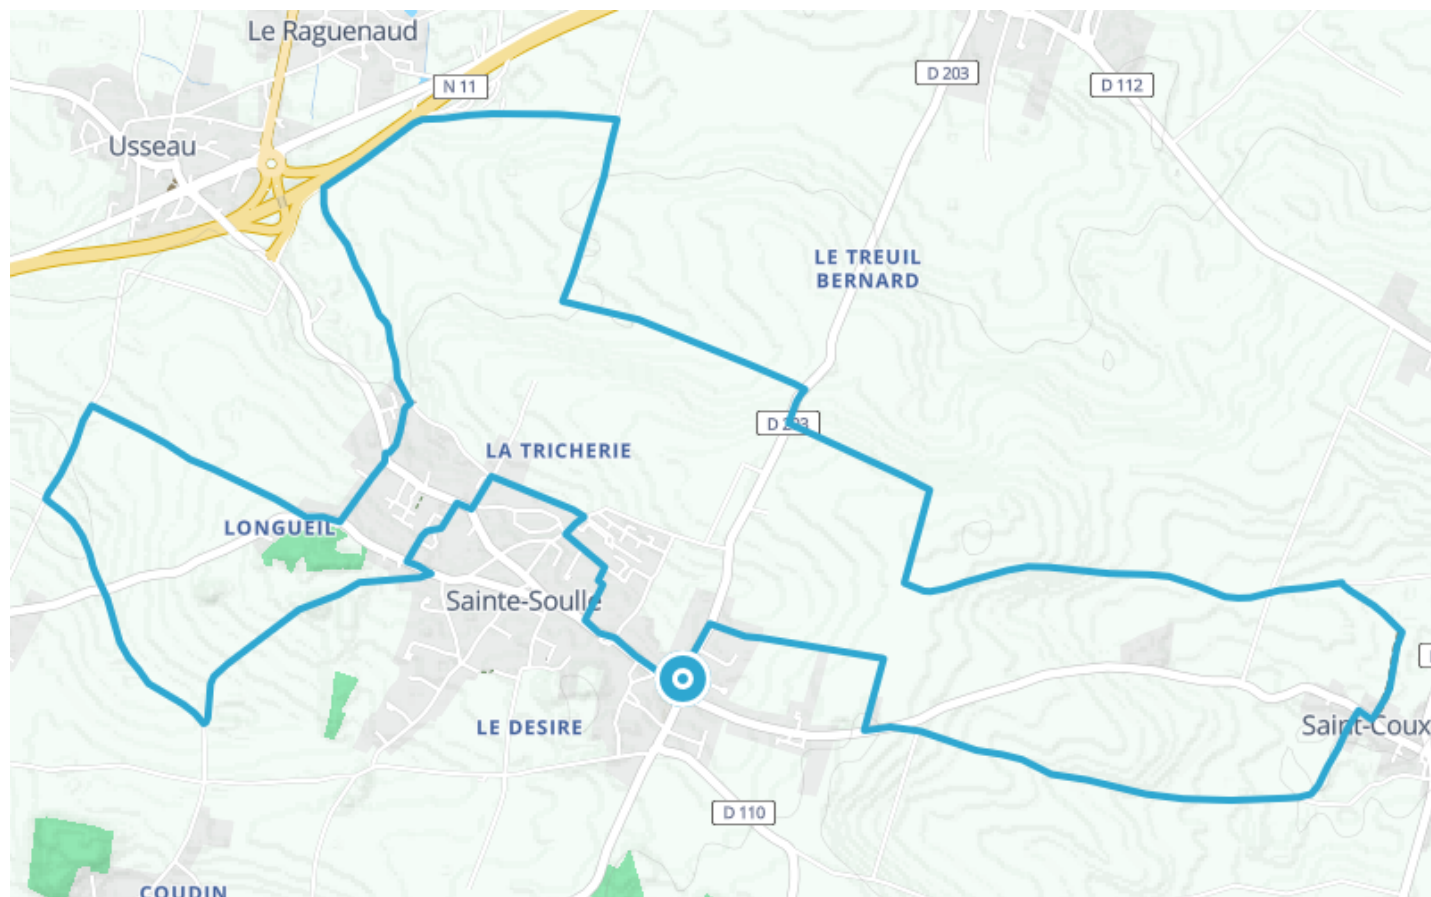 Le Raguenaud
D 203
N 11
D 112
Usseau
LE TREUIL
BERNARD
D 203
LA TRICHERIE
LONGUEIL
Sainte-Soulle
Saint-Coux
LE DESIRE
D 110
COUDIN